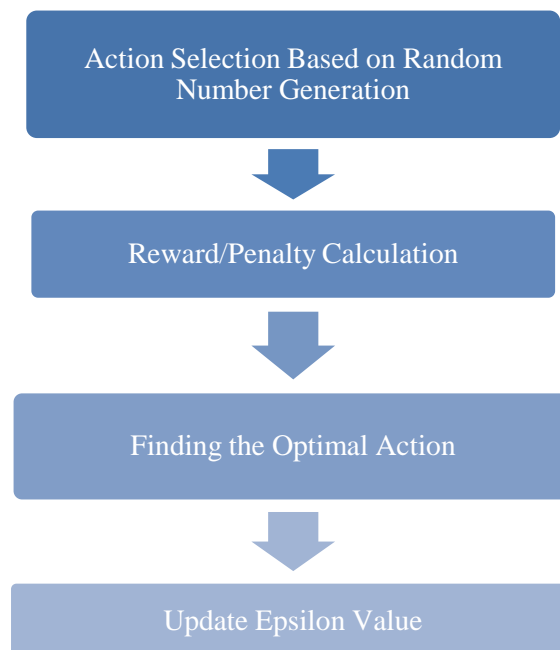 Action Selection Based on Random
Number Generation
Reward/Penalty Calculation
Finding the Optimal Action
Update Epsilon Value